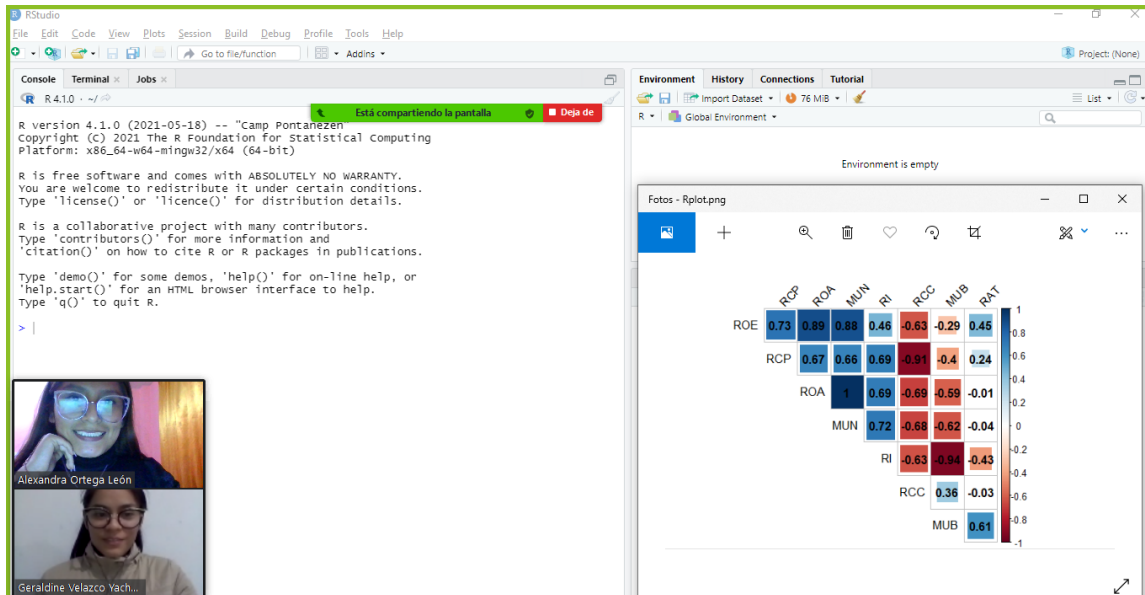 RStudio
File Edit Code View Plots Session Build Debug Profile Tools Help
Go to file/function Addins
Project: (None)
Console Terminal Jobs
R 4.1.0 · ~/
Está compartiendo la pantalla Deja de
R version 4.1.0 (2021-05-18) -- "Camp Pontanezen"
Copyright (C) 2021 The R Foundation for Statistical Computing
Platform: x86_64-w64-mingw32/x64 (64-bit)
R is free software and comes with ABSOLUTELY NO WARRANTY.
You are welcome to redistribute it under certain conditions.
Type 'license()' or 'licence()' for distribution details.
R is a collaborative project with many contributors.
Type 'contributors()' for more information and
'citation()' on how to cite R or R packages in publications.
Type 'demo()' for some demos, 'help()' for on-line help, or
'help.start()' for an HTML browser interface to help.
Type 'q()' to quit R.
>
Alexandra Ortega León
Geraldine Velazco Yach...
Environment History Connections Tutorial
Import Dataset 76 MiB List
R Global Environment
Environment is empty
Fotos - Rplot.png
RCP ROA MUN RI RCC MUB RAT
ROE 0.73 0.89 0.88 0.46 -0.63 -0.29 0.45
RCP 0.67 0.66 0.69 -0.91 -0.4 0.24
ROA 1 0.69 -0.69 -0.59 -0.01
MUN 0.72 -0.68 -0.62 -0.04
RI -0.63 -0.94 -0.43
RCC 0.36 -0.03
MUB 0.61
1
0.8
0.6
0.4
0.2
0
-0.2
-0.4
-0.6
-0.8
-1